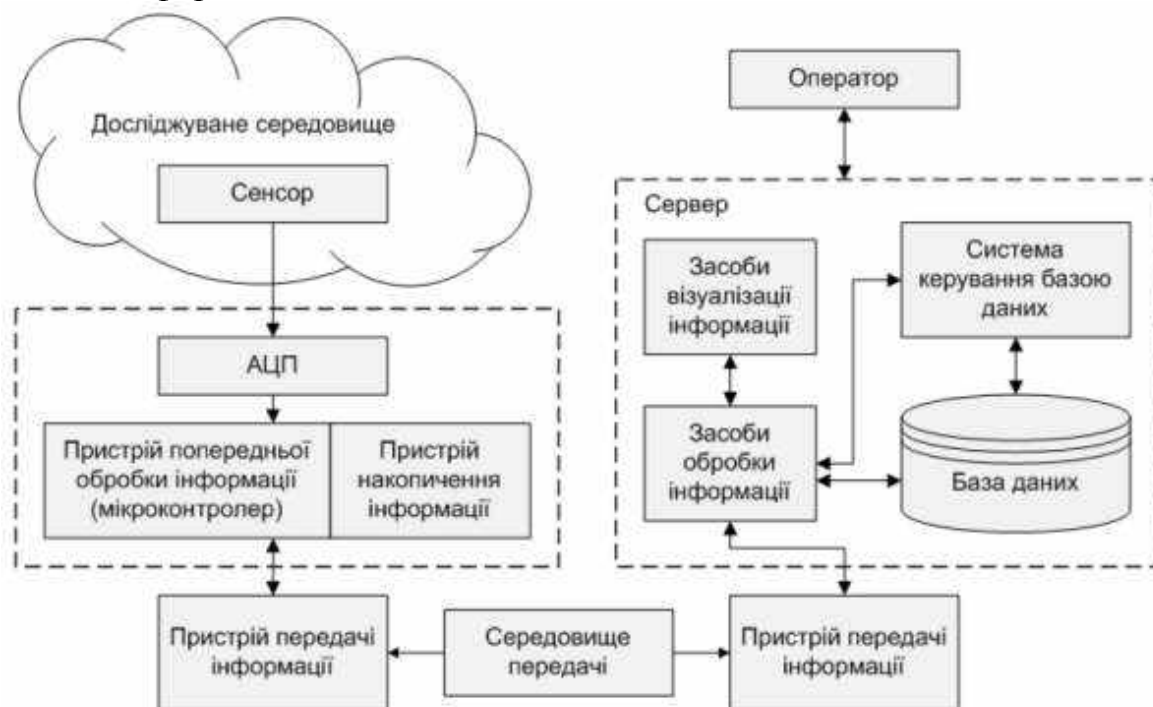 Досліджуване середовище
Сенсор
АЦП
Пристрій попередньої
обробки інформації
(мікроконтролер)
Пристрій
накопичення
інформації
Пристрій передачі
інформації
Середовище
передачі
Пристрій передачі
інформації
Оператор
Сервер
Засоби
візуалізації
інформації
Система
керування базою
даних
Засоби
обробки
інформації
База даних